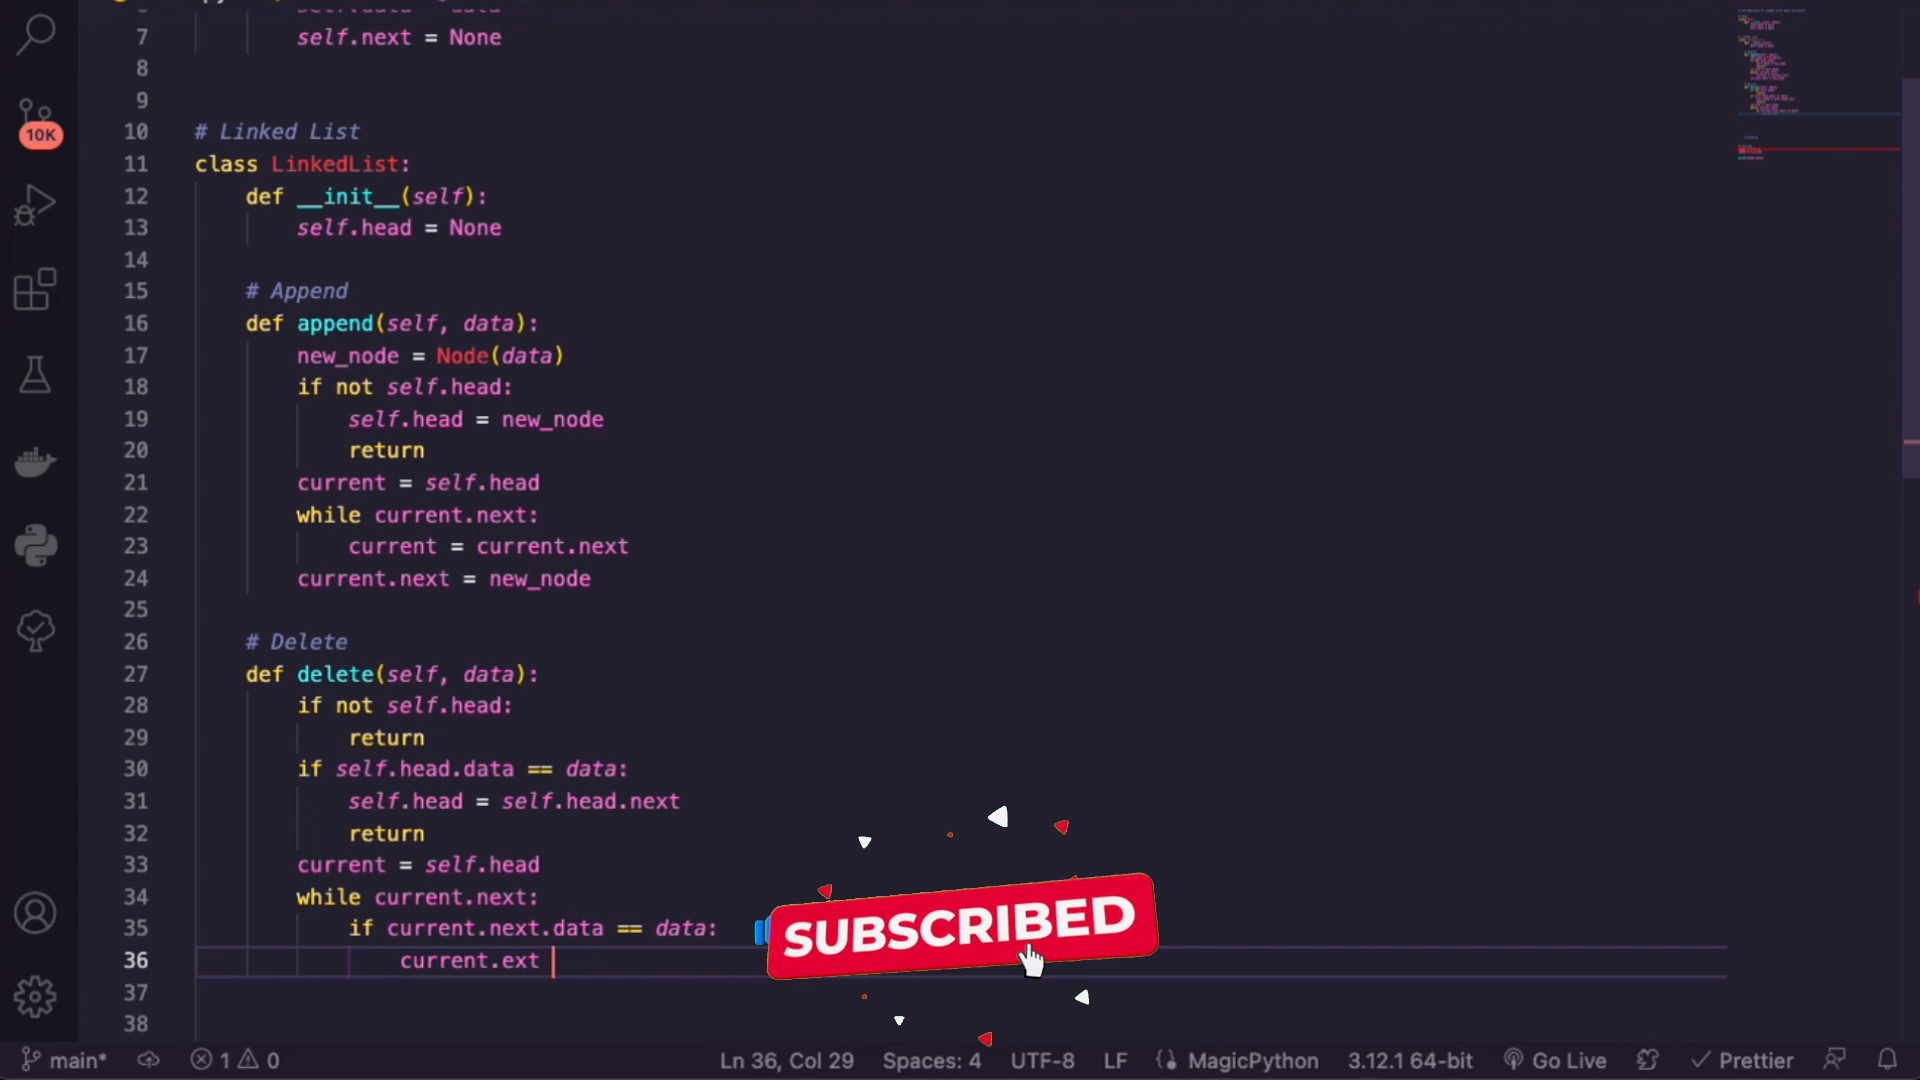 7 self.next = None
8
9
10 # Linked List
11 class LinkedList:
12 def __init__(self):
13 self.head = None
14
15 # Append
16 def append(self, data):
17 new_node = Node(data)
18 if not self.head:
19 self.head = new_node
20 return
21 current = self.head
22 while current.next:
23 current = current.next
24 current.next = new_node
25
26 # Delete
27 def delete(self, data):
28 if not self.head:
29 return
30 if self.head.data == data:
31 self.head = self.head.next
32 return
33 current = self.head
34 while current.next:
35 if current.next.data == data:
36 current.ext
37
38
10K
SUBSCRIBED
main* 1 0 Ln 36, Col 29 Spaces: 4 UTF-8 LF MagicPython 3.12.1 64-bit Go Live Prettier